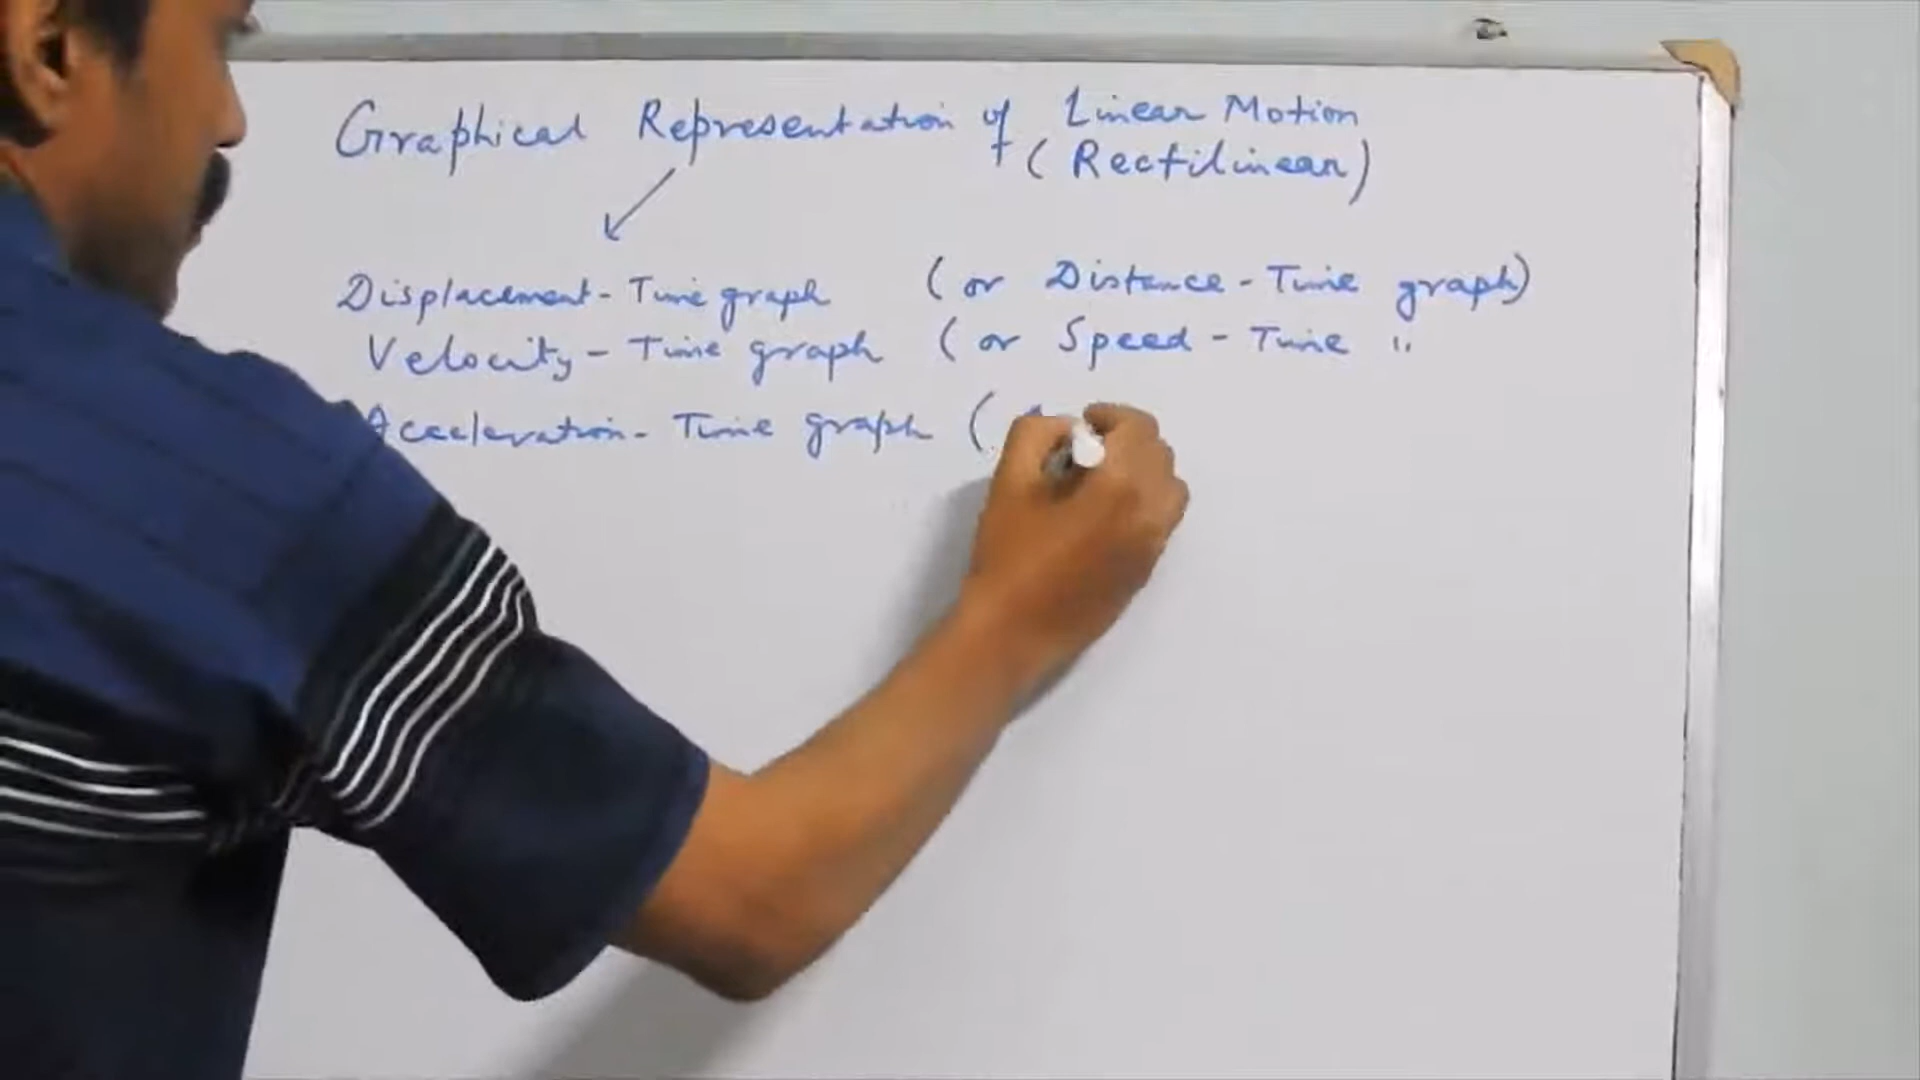 Graphical Representation of Linear Motion
(Rectilinear)
Displacement - Time graph (or Distance - Time graph)
Velocity - Time graph (or Speed - Time "
Acceleration - Time graph (